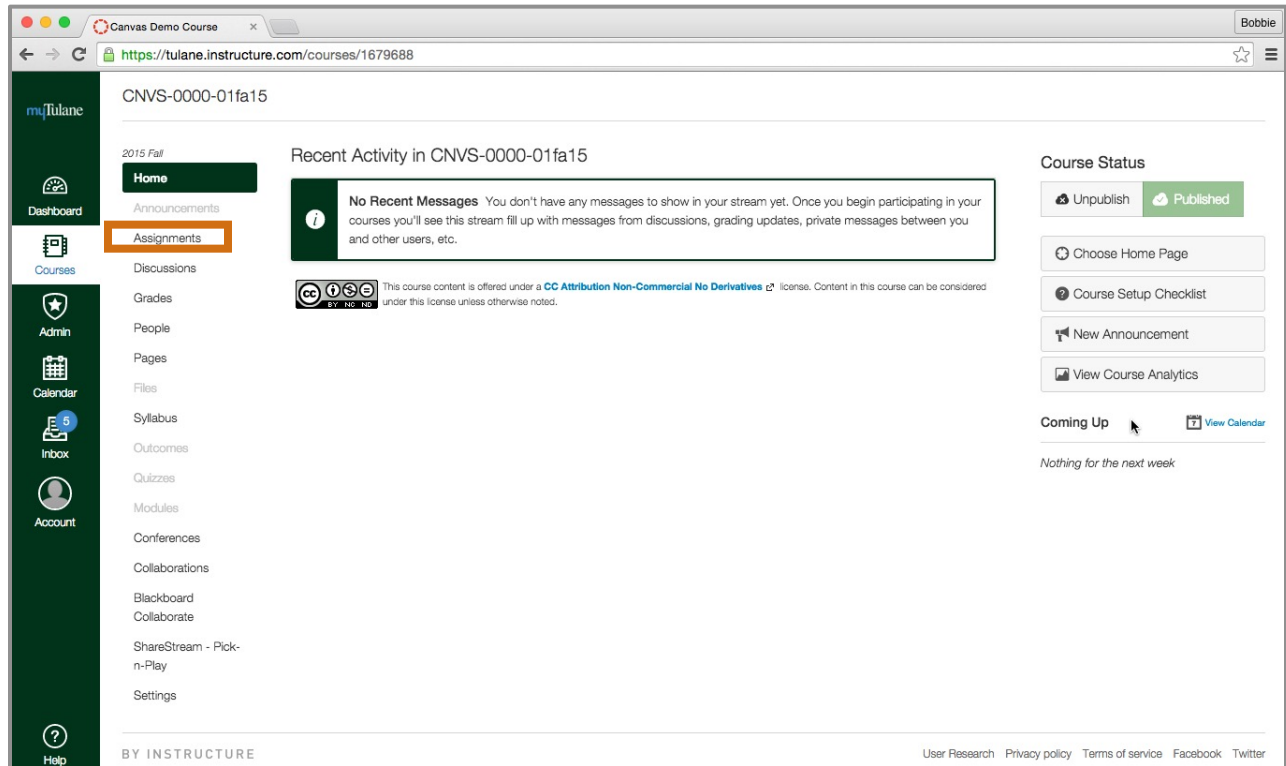 Canvas Demo Course
Bobbie
https://tulane.instructure.com/courses/1679688
myTulane
Dashboard
Courses
Admin
Calendar
5
Inbox
Account
Help
CNVS-0000-01fa15
2015 Fall
Home
Announcements
Assignments
Discussions
Grades
People
Pages
Files
Syllabus
Outcomes
Quizzes
Modules
Conferences
Collaborations
Blackboard
Collaborate
ShareStream - Pick-
n-Play
Settings
Recent Activity in CNVS-0000-01fa15
No Recent Messages You don't have any messages to show in your stream yet. Once you begin participating in your
courses you'll see this stream fill up with messages from discussions, grading updates, private messages between you
and other users, etc.
cc
BY NC ND
This course content is offered under a CC Attribution Non-Commercial No Derivatives license. Content in this course can be considered
under this license unless otherwise noted.
Course Status
Unpublish Published
Choose Home Page
Course Setup Checklist
New Announcement
View Course Analytics
Coming Up
7 View Calendar
Nothing for the next week
BY INSTRUCTURE
User Research Privacy policy Terms of service Facebook Twitter